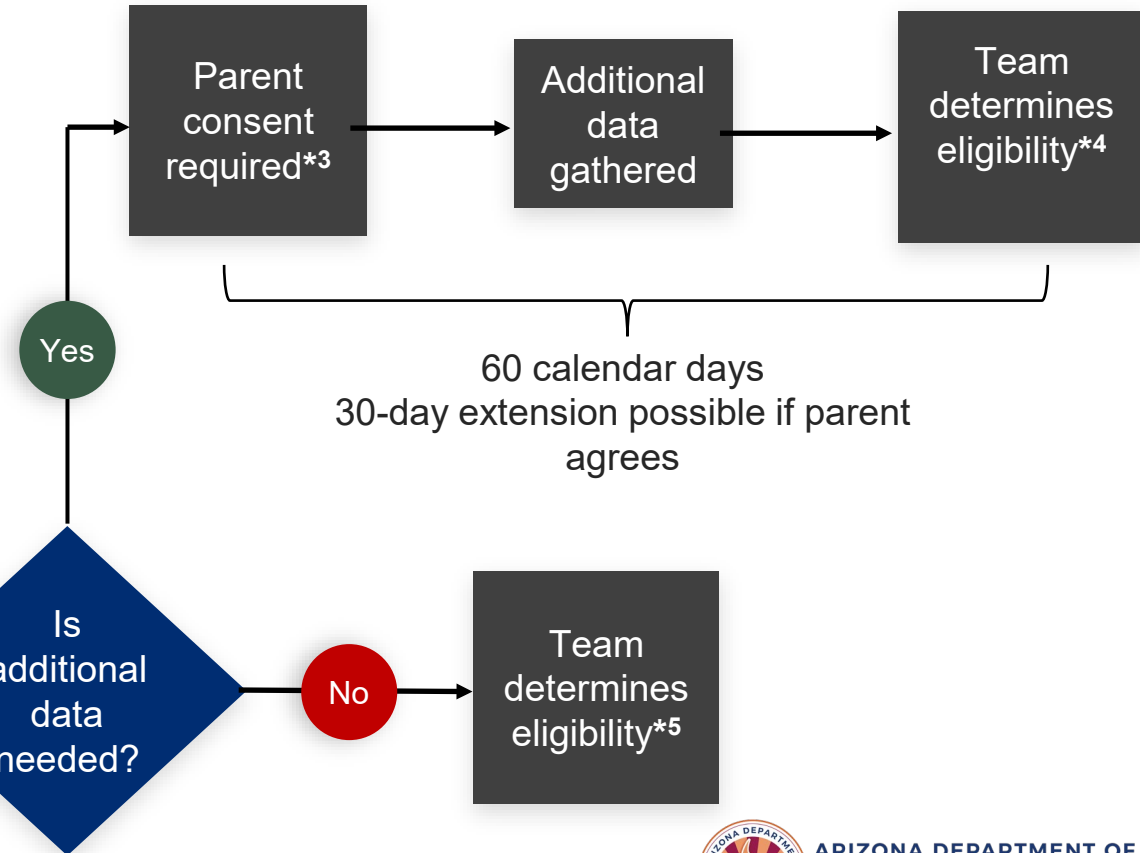 Parent
consent
required*3
Additional
data
gathered
Team
determines
eligibility*4
Yes
60 calendar days
30-day extension possible if parent
agrees
Is
additional
data
needed?
No
Team
determines
eligibility*5
ARIZONA DEPARTMENT OF